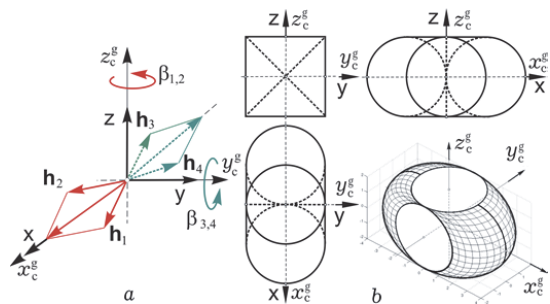 z_c^g
β_{1,2}
z
h_3
h_4
y_c^g
y
β_{3,4}
h_2
h_1
x
x_c^g
a
z z_c^g
y_c^g
y
z z_c^g
x_c^g
x
y_c^g
y
x x_c^g
z_c^g
y_c^g
x_c^g
b